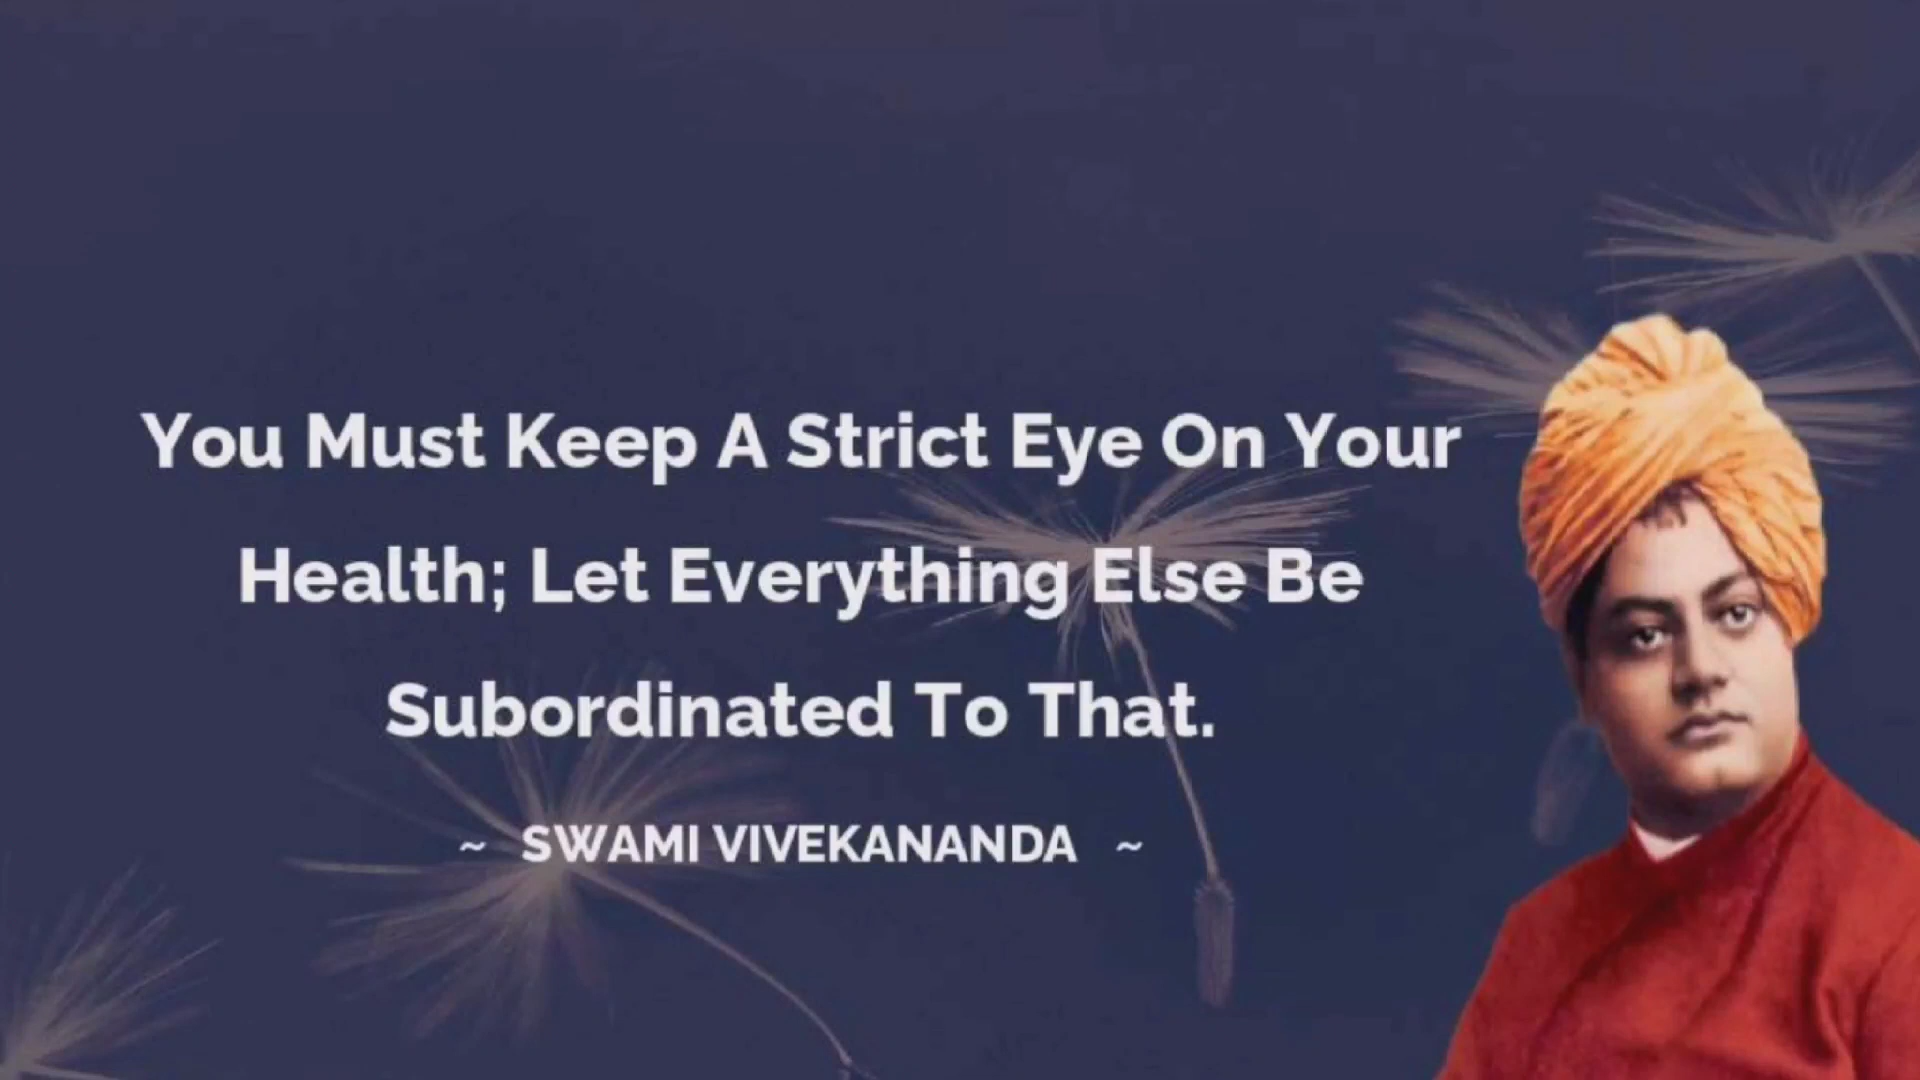 You Must Keep A Strict Eye On Your
Health; Let Everything Else Be
Subordinated To That.
~ SWAMI VIVEKANANDA ~